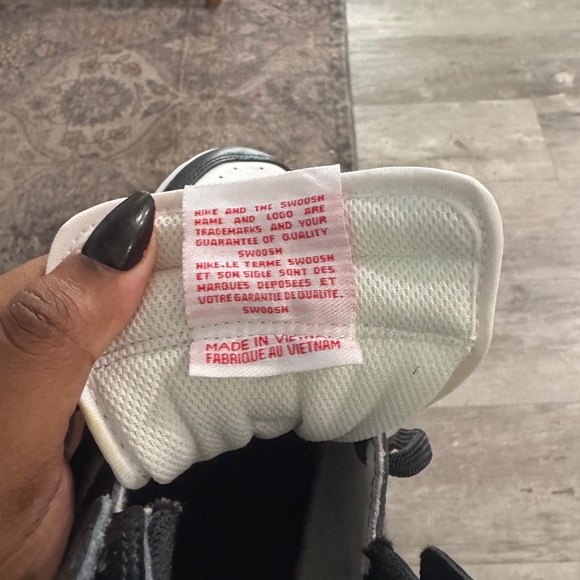 NIKE AND THE SWOOSH
NAME AND LOGO ARE
TRADEMARKS AND YOUR
GUARANTEE OF QUALITY
SWOOSH
NIKE.LE TERME SWOOSH
ET SON SIGLE SONT DES
MARQUES DEPOSEES ET
VOTRE GARANTIE DE QUALITE.
SWOOSH
MADE IN VIETNAM
FABRIQUE AU VIETNAM